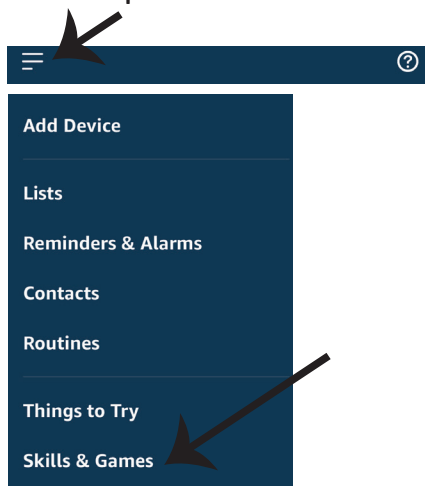 ?
Add Device
Lists
Reminders & Alarms
Contacts
Routines
Things to Try
Skills & Games